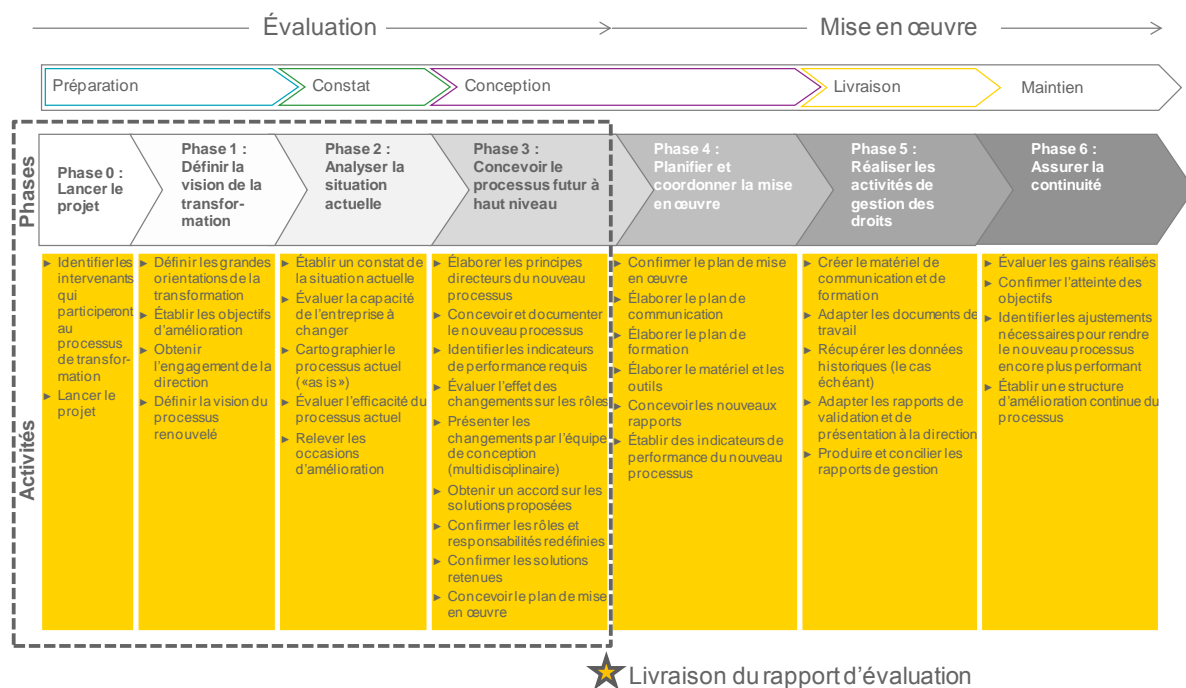 Évaluation
Mise en œuvre
Préparation
Constat
Conception
Livraison
Maintien
Phases
Phase 0 :
Lancer le
projet
Phase 1 :
Définir la
vision de la
transfor-
mation
Phase 2 :
Analyser la
situation
actuelle
Phase 3 :
Concevoir le
processus futur à
haut niveau
Phase 4 :
Planifier et
coordonner la mise
en œuvre
Phase 5 :
Réaliser les
activités de
gestion des
droits
Phase 6 :
Assurer la
continuité
Activités
► Identifier les
intervenants
qui
participeront
au
processus
de transfor-
mation
► Lancer le
projet
► Définir les grandes
orientations de la
transformation
► Établir les objectifs
d'amélioration
► Obtenir
l'engagement de la
direction
► Définir la vision du
processus
renouvelé
► Établir un constat de
la situation actuelle
► Évaluer la capacité
de l'entreprise à
changer
► Cartographier le
processus actuel
(«as is»)
► Évaluer l'efficacité du
processus actuel
► Relever les
occasions
d'amélioration
► Élaborer les principes
directeurs du nouveau
processus
► Concevoir et documenter
le nouveau processus
► Identifier les indicateurs
de performance requis
► Évaluer l'effet des
changements sur les rôles
► Présenter les
changements par l'équipe
de conception
(multidisciplinaire)
► Obtenir un accord sur les
solutions proposées
► Confirmer les rôles et
responsabilités redéfinies
► Confirmer les solutions
retenues
► Concevoir le plan de mise
en œuvre
► Confirmer le plan de mise
en œuvre
► Élaborer le plan de
communication
► Élaborer le plan de
formation
► Élaborer le matériel et les
outils
► Concevoir les nouveaux
rapports
► Établir des indicateurs de
performance du nouveau
processus
► Créer le matériel de
communication et de
formation
► Adapter les documents de
travail
► Récupérer les données
historiques (le cas
échéant)
► Adapter les rapports de
validation et de
présentation à la direction
► Produire et concilier les
rapports de gestion
► Évaluer les gains réalisés
► Confirmer l'atteinte des
objectifs
► Identifier les ajustements
nécessaires pour rendre
le nouveau processus
encore plus performant
► Établir une structure
d'amélioration continue du
processus
Livraison du rapport d'évaluation